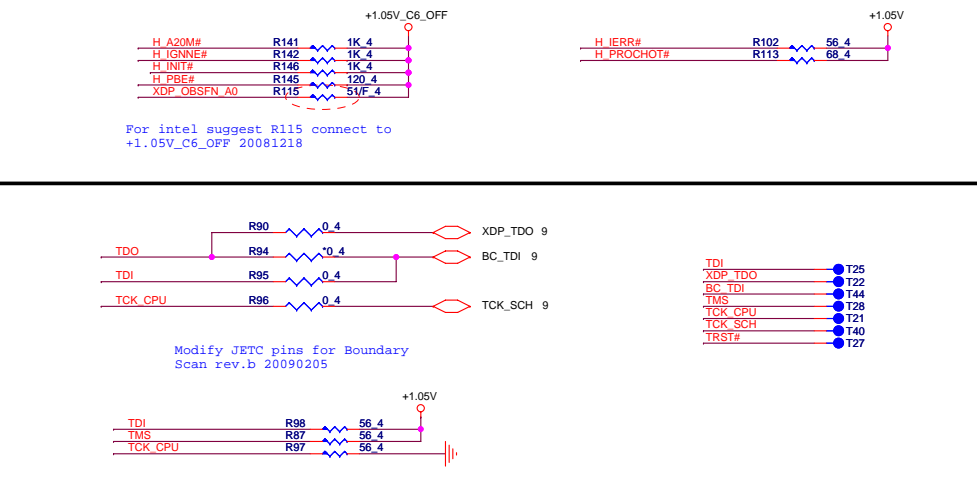 +1.05V_C6_OFF
H_A20M# R141 1K_4
H_IGNNE# R142 1K_4
H_INIT# R146 1K_4
H_PBE# R145 120_4
XDP_OBSFN_A0 R115 51/F_4
For intel suggest R115 connect to
+1.05V_C6_OFF 20081218
+1.05V
H_IERR# R102 56_4
H_PROCHOT# R113 68_4
R90 0_4 XDP_TDO 9
TDO R94 *0_4 BC_TDI 9
TDI R95 0_4
TCK_CPU R96 0_4 TCK_SCH 9
Modify JETC pins for Boundary
Scan rev.b 20090205
TDI T25
XDP_TDO T22
BC_TDI T44
TMS T28
TCK_CPU T21
TCK_SCH T40
TRST# T27
+1.05V
TDI R98 56_4
TMS R87 56_4
TCK_CPU R97 56_4